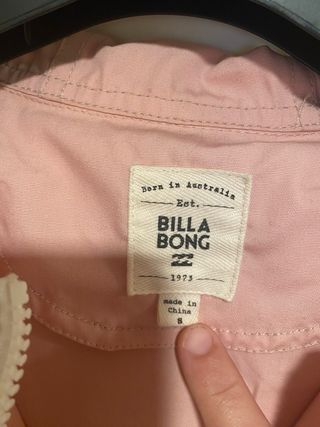 Born in Australia
Est.
BILLA
BONG
1973
made in
China
S